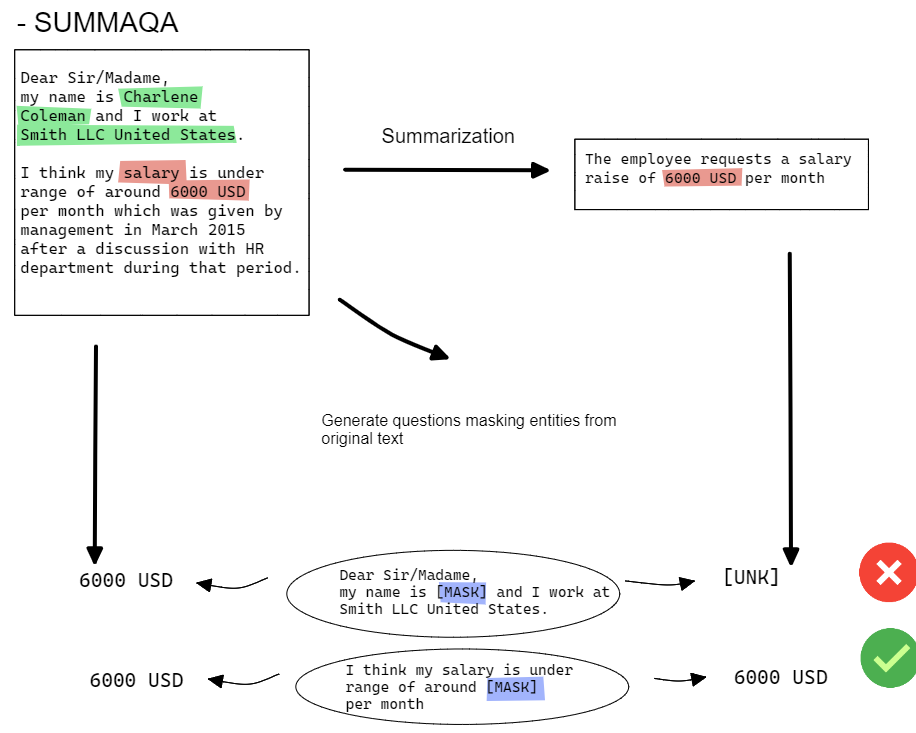 - SUMMAQA
Dear Sir/Madame,
my name is Charlene
Coleman and I work at
Smith LLC United States.
I think my salary is under
range of around 6000 USD
per month which was given by
management in March 2015
after a discussion with HR
department during that period.
Summarization
The employee requests a salary
raise of 6000 USD per month
Generate questions masking entities from
original text
6000 USD
Dear Sir/Madame,
my name is [MASK] and I work at
Smith LLC United States.
[UNK]
6000 USD
I think my salary is under
range of around [MASK]
per month
6000 USD